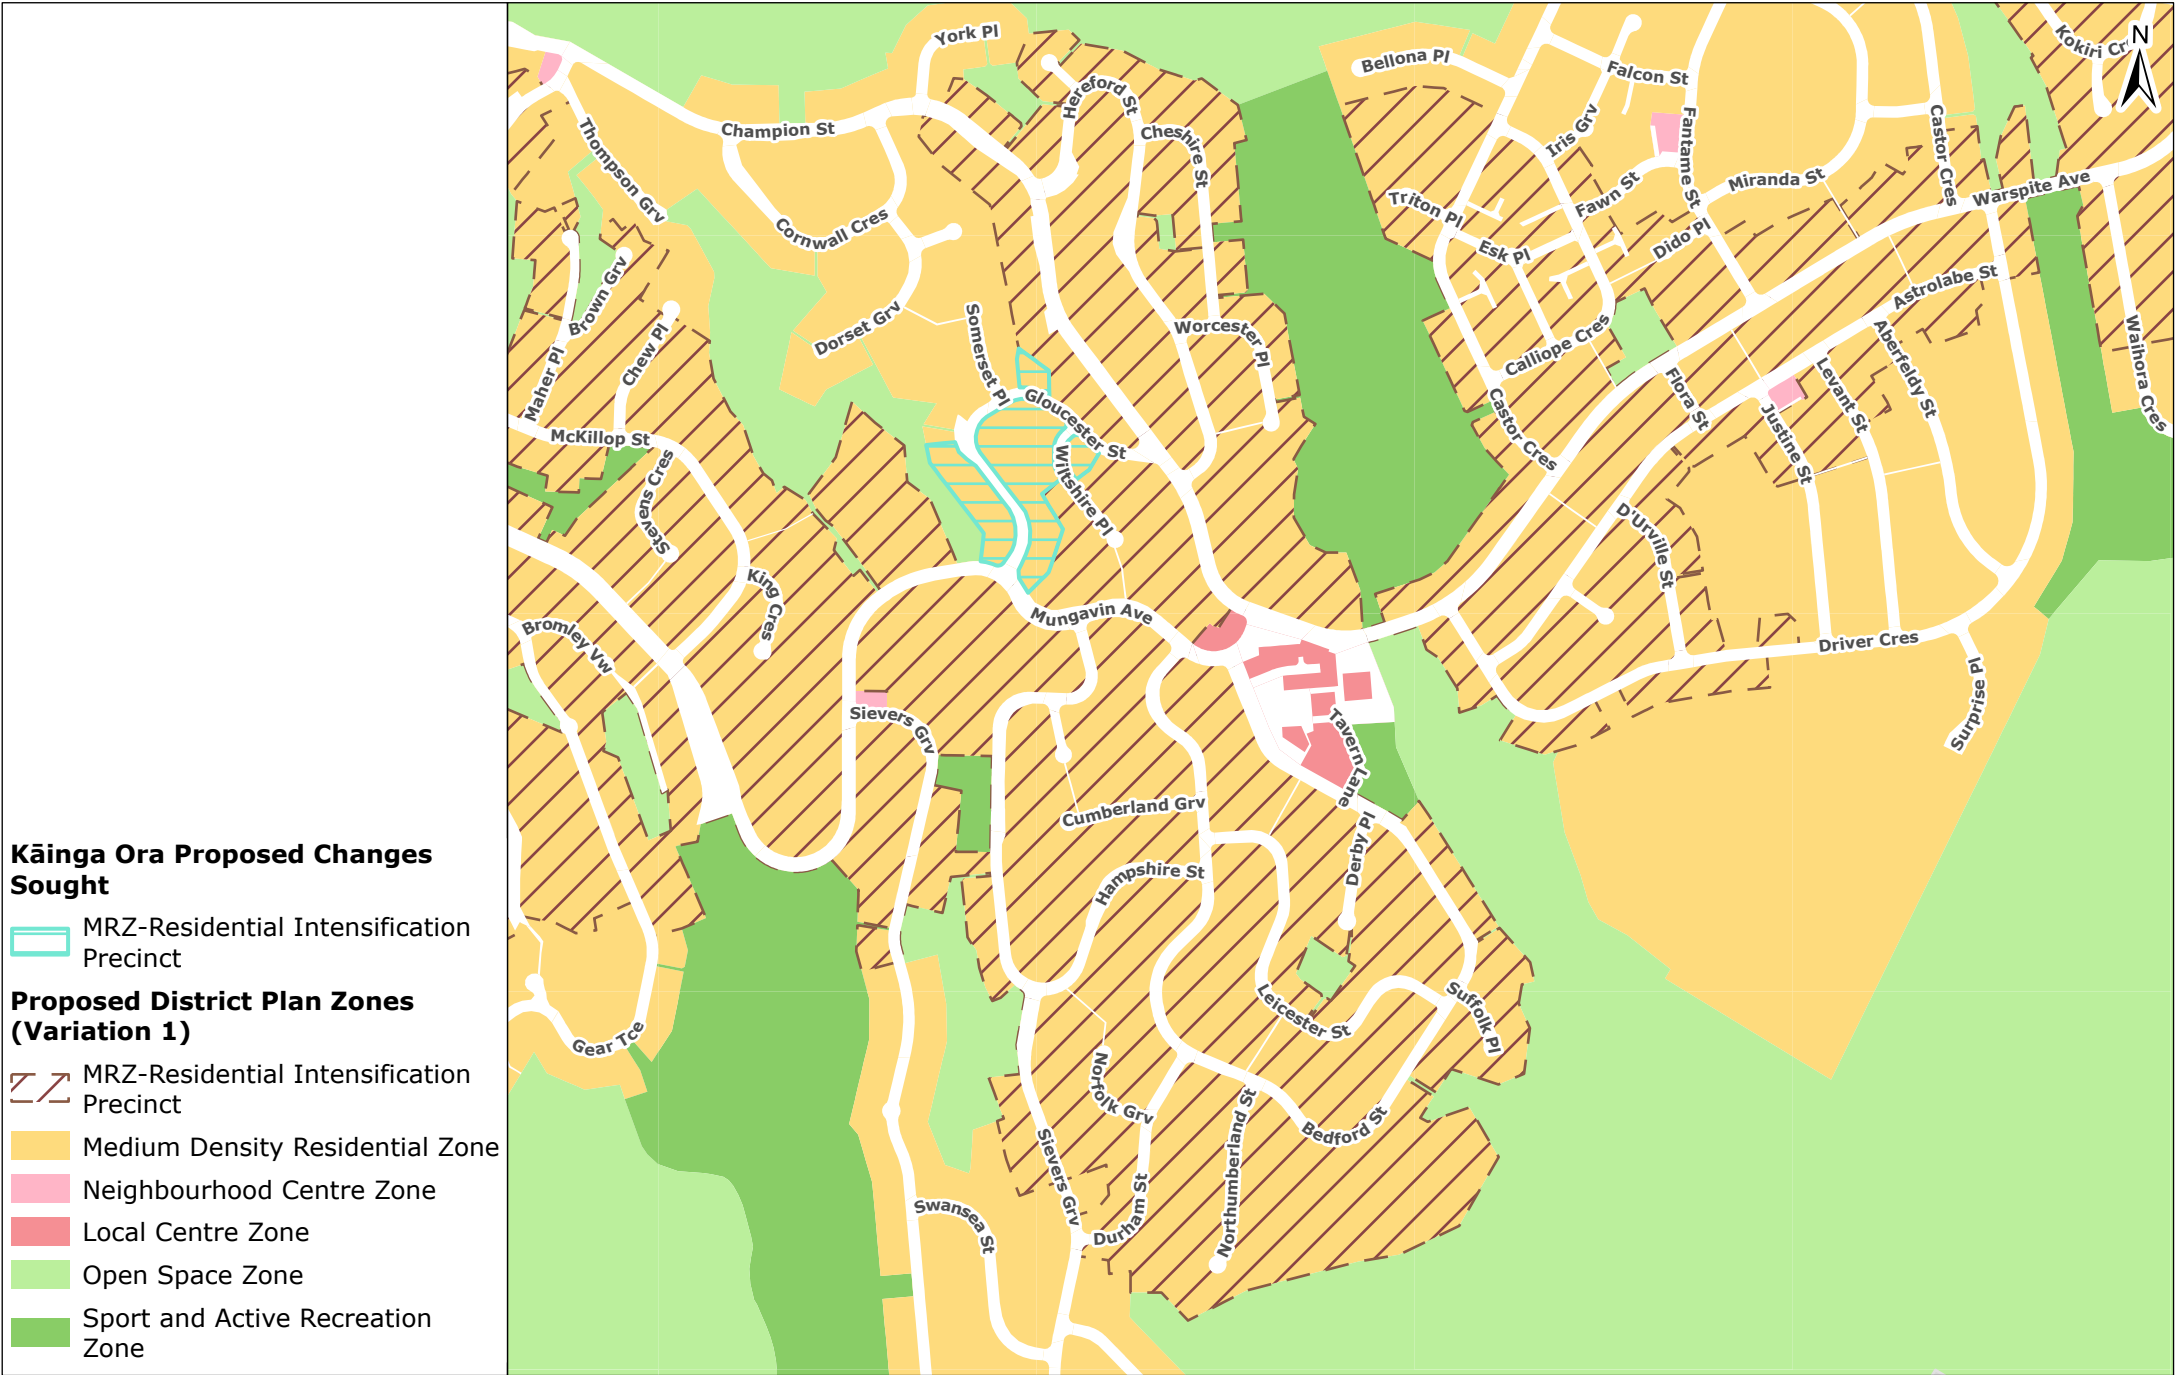 Kāinga Ora Proposed Changes
Sought
MRZ-Residential Intensification
Precinct
Proposed District Plan Zones
(Variation 1)
MRZ-Residential Intensification
Precinct
Medium Density Residential Zone
Neighbourhood Centre Zone
Local Centre Zone
Open Space Zone
Sport and Active Recreation
Zone
N
York Pl
Bellona Pl
Falcon St
Hereford St
Champion St
Cheshire St
Iris Grv
Fantame St
Castor Cres
Thompson Grv
Cornwall Cres
Triton Pl
Fawn St
Miranda St
Warspite Ave
Esk Pl
Dido Pl
Brown Grv
Maher Pl
Chew Pl
Dorset Grv
Somerset Pl
Worcester Pl
Calliope Cres
Astrolabe St
Aberfeldy St
Waihora Cres
Gloucester St
Castor Cres
Flora St
Levant St
Justine St
McKillop St
Stevens Cres
Wiltshire Pl
D'Urville St
King Cres
Bromley Vw
Mungavin Ave
Driver Cres
Surprise Pl
Sievers Grv
Tavern Lane
Cumberland Grv
Derby Pl
Hampshire St
Leicester St
Suffolk Pl
Gear Tce
Norfolk Grv
Bedford St
Northumberland St
Sievers Grv
Durham St
Swansea St